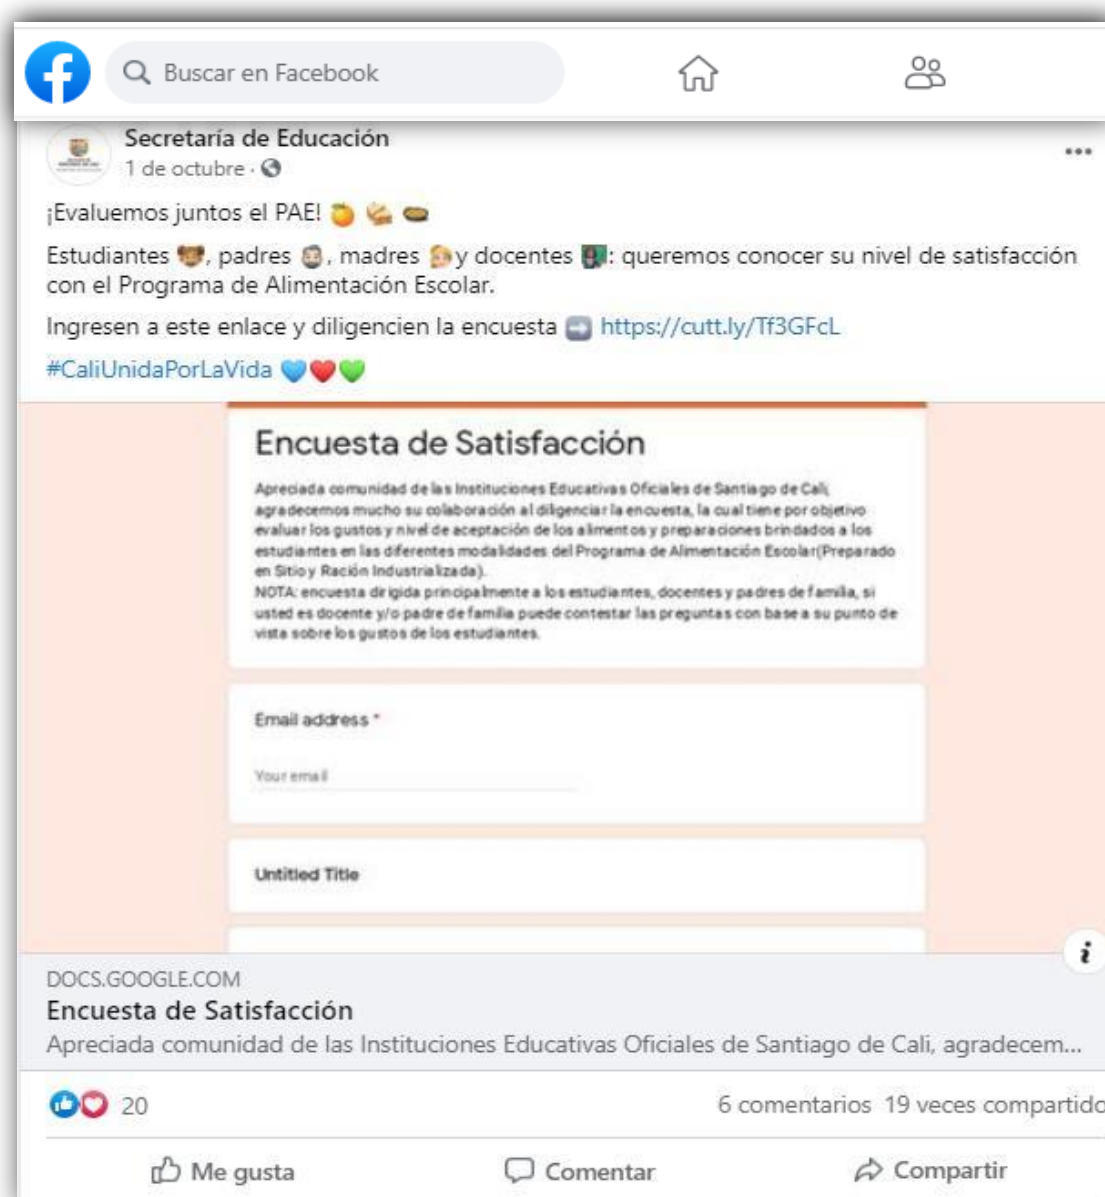 Buscar en Facebook
Secretaría de Educación
1 de octubre ·
¡Evaluemos juntos el PAE!
Estudiantes , padres , madres y docentes : queremos conocer su nivel de satisfacción
con el Programa de Alimentación Escolar.
Ingresen a este enlace y diligencien la encuesta https://cutt.ly/Tf3GFcL
#CaliUnidaPorLaVida
Encuesta de Satisfacción
Apreciada comunidad de las Instituciones Educativas Oficiales de Santiago de Cali,
agradecemos mucho su colaboración al diligenciar la encuesta, la cual tiene por objetivo
evaluar los gustos y nivel de aceptación de los alimentos y preparaciones brindados a los
estudiantes en las diferentes modalidades del Programa de Alimentación Escolar(Preparado
en Sitio y Ración Industrializada).
NOTA: encuesta dirigida principalmente a los estudiantes, docentes y padres de familia, si
usted es docente y/o padre de familia puede contestar las preguntas con base a su punto de
vista sobre los gustos de los estudiantes.
Email address *
Your email
Untitled Title
DOCS.GOOGLE.COM
Encuesta de Satisfacción
Apreciada comunidad de las Instituciones Educativas Oficiales de Santiago de Cali, agradecem...
20
6 comentarios 19 veces compartido
Me gusta
Comentar
Compartir